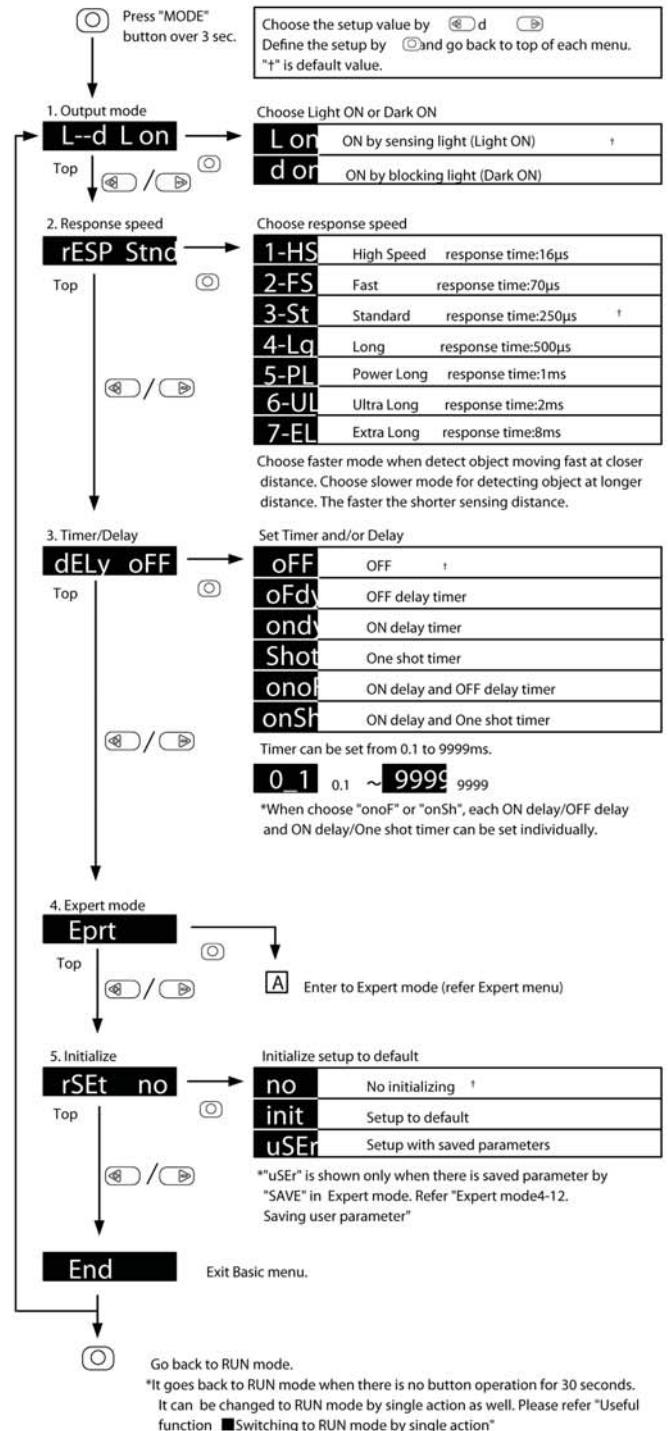 Press "MODE"
button over 3 sec.
Choose the setup value by d
Define the setup by and go back to top of each menu.
"†" is default value.
1. Output mode
L--d L on
Top
/
Choose Light ON or Dark ON
L on ON by sensing light (Light ON) †
d on ON by blocking light (Dark ON)
2. Response speed
rESP Stnd
Top
/
Choose response speed
1-HS High Speed response time:16μs
2-FS Fast response time:70μs
3-St Standard response time:250μs †
4-Lg Long response time:500μs
5-PL Power Long response time:1ms
6-UL Ultra Long response time:2ms
7-EL Extra Long response time:8ms
Choose faster mode when detect object moving fast at closer
distance. Choose slower mode for detecting object at longer
distance. The faster the shorter sensing distance.
3. Timer/Delay
dELy oFF
Top
/
Set Timer and/or Delay
oFF OFF †
oFdy OFF delay timer
ondy ON delay timer
Shot One shot timer
onoF ON delay and OFF delay timer
onSh ON delay and One shot timer
Timer can be set from 0.1 to 9999ms.
0_1 0.1 ~ 9999 9999
*When choose "onoF" or "onSh", each ON delay/OFF delay
and ON delay/One shot timer can be set individually.
4. Expert mode
Eprt
Top
/
A Enter to Expert mode (refer Expert menu)
5. Initialize
rSEt no
Top
/
Initialize setup to default
no No initializing †
init Setup to default
uSEr Setup with saved parameters
*"uSEr" is shown only when there is saved parameter by
"SAVE" in Expert mode. Refer "Expert mode4-12.
Saving user parameter"
End Exit Basic menu.
Go back to RUN mode.
*It goes back to RUN mode when there is no button operation for 30 seconds.
It can be changed to RUN mode by single action as well. Please refer "Useful
function ■Switching to RUN mode by single action"